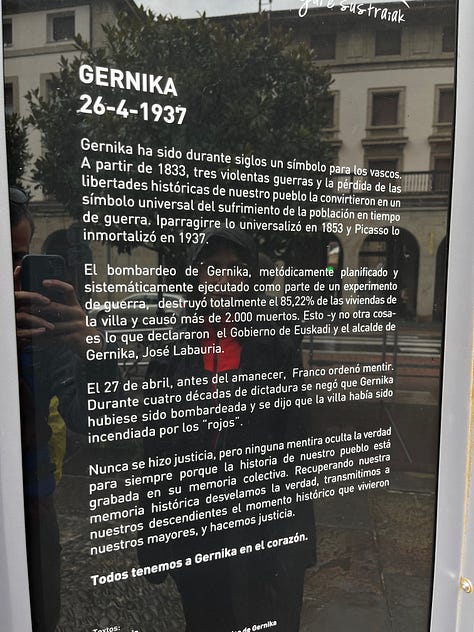 gure sustraiak
GERNIKA
26-4-1937
Gernika ha sido durante siglos un símbolo para los vascos.
A partir de 1833, tres violentas guerras y la pérdida de las
libertades históricas de nuestro pueblo la convirtieron en un
símbolo universal del sufrimiento de la población en tiempo
de guerra. Iparragirre lo universalizó en 1853 y Picasso lo
inmortalizó en 1937.
El bombardeo de Gernika, metódicamente planificado y
sistemáticamente ejecutado como parte de un experimento
de guerra, destruyó totalmente el 85,22% de las viviendas de
la villa y causó más de 2.000 muertos. Esto -y no otra cosa-
es lo que declararon el Gobierno de Euskadi y el alcalde de
Gernika, José Labauria.
El 27 de abril, antes del amanecer, Franco ordenó mentir.
Durante cuatro décadas de dictadura se negó que Gernika
hubiese sido bombardeada y se dijo que la villa había sido
incendiada por los "rojos".
Nunca se hizo justicia, pero ninguna mentira oculta la verdad
para siempre porque la historia de nuestro pueblo está
grabada en su memoria colectiva. Recuperando nuestra
memoria histórica desvelamos la verdad, transmitimos a
nuestros descendientes el momento histórico que vivieron
nuestros mayores, y hacemos justicia.
Todos tenemos a Gernika en el corazón.
Textos:
de Gernika